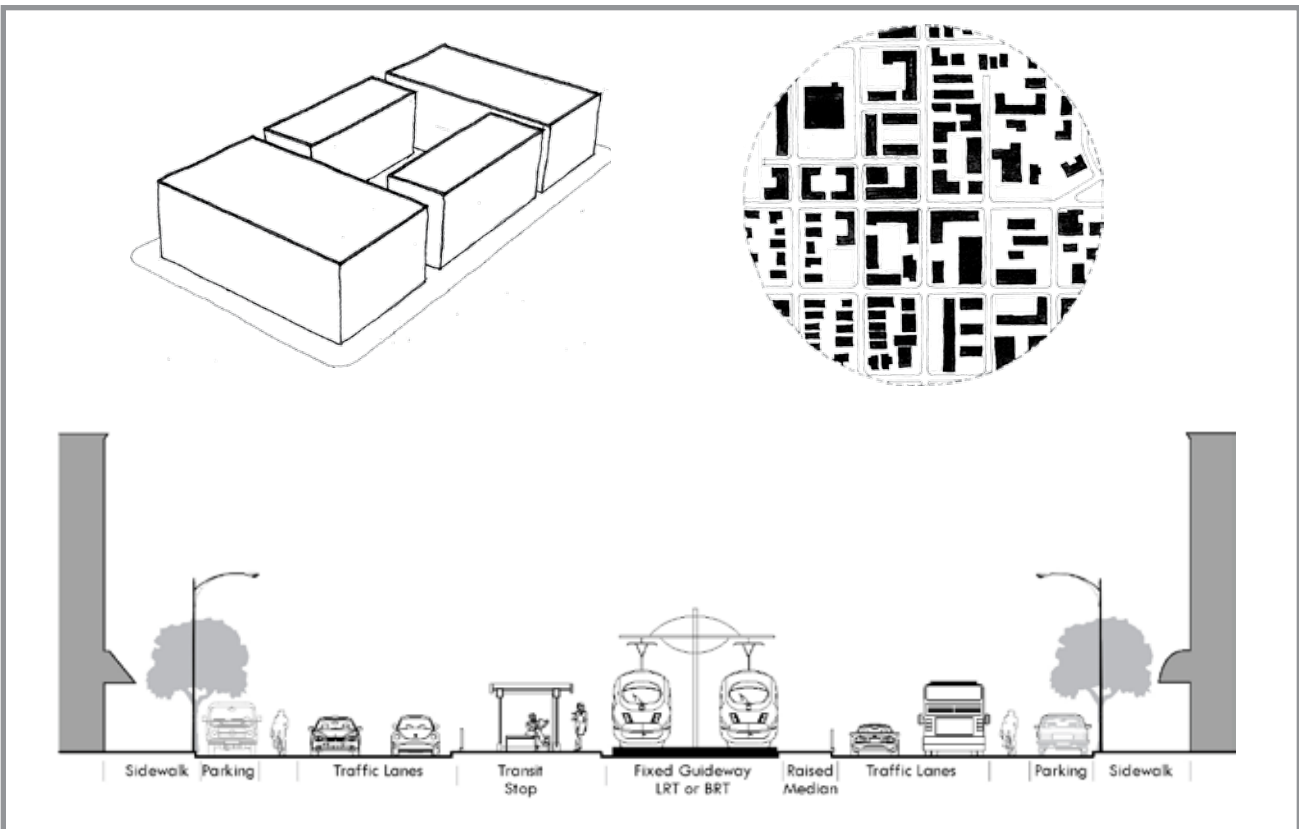 Sidewalk
Parking
Traffic Lanes
Transit
Stop
Fixed Guideway
LRT or BRT
Raised
Median
Traffic Lanes
Parking
Sidewalk